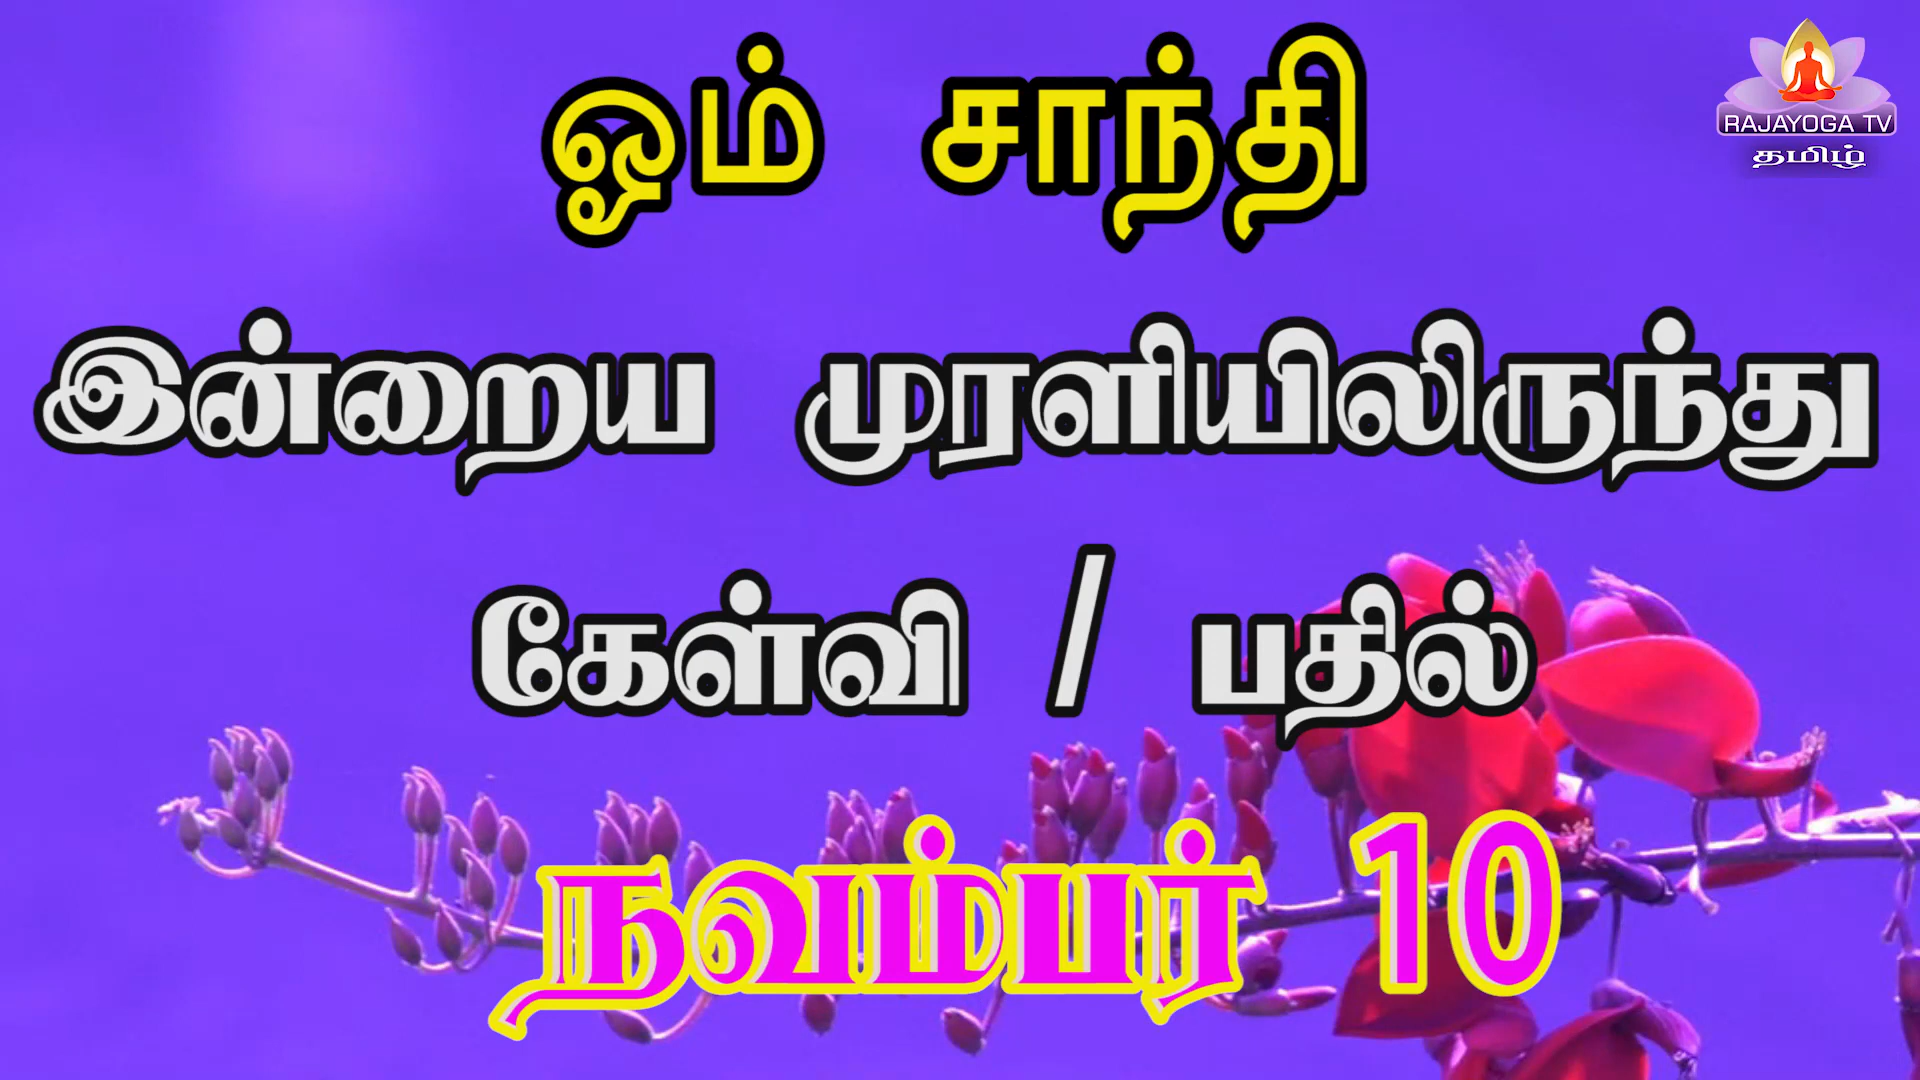 ஓம் சாந்தி
RAJAYOGA TV
தமிழ்
இன்றைய முரளியிலிருந்து
கேள்வி / பதில்
நவம்பர் 10